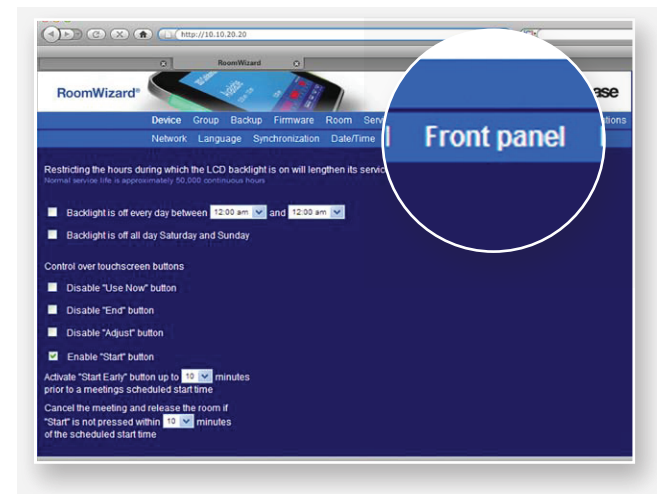 http://10.10.20.20
RoomWizard
RoomWizard®
ase
Device Group Backup Firmware Room Serv
Network Language Synchronization Date/Time
Front panel
Restricting the hours during which the LCD backlight is on will lengthen its servic
Normal service life is approximately 50,000 continuous hours
Backlight is off every day between 12:00 am and 12:00 am
Backlight is off all day Saturday and Sunday
Control over touchscreen buttons
Disable "Use Now" button
Disable "End" button
Disable "Adjust" button
Enable "Start" button
Activate "Start Early" button up to 10 minutes
prior to a meetings scheduled start time
Cancel the meeting and release the room if
"Start" is not pressed within 10 minutes
of the scheduled start time